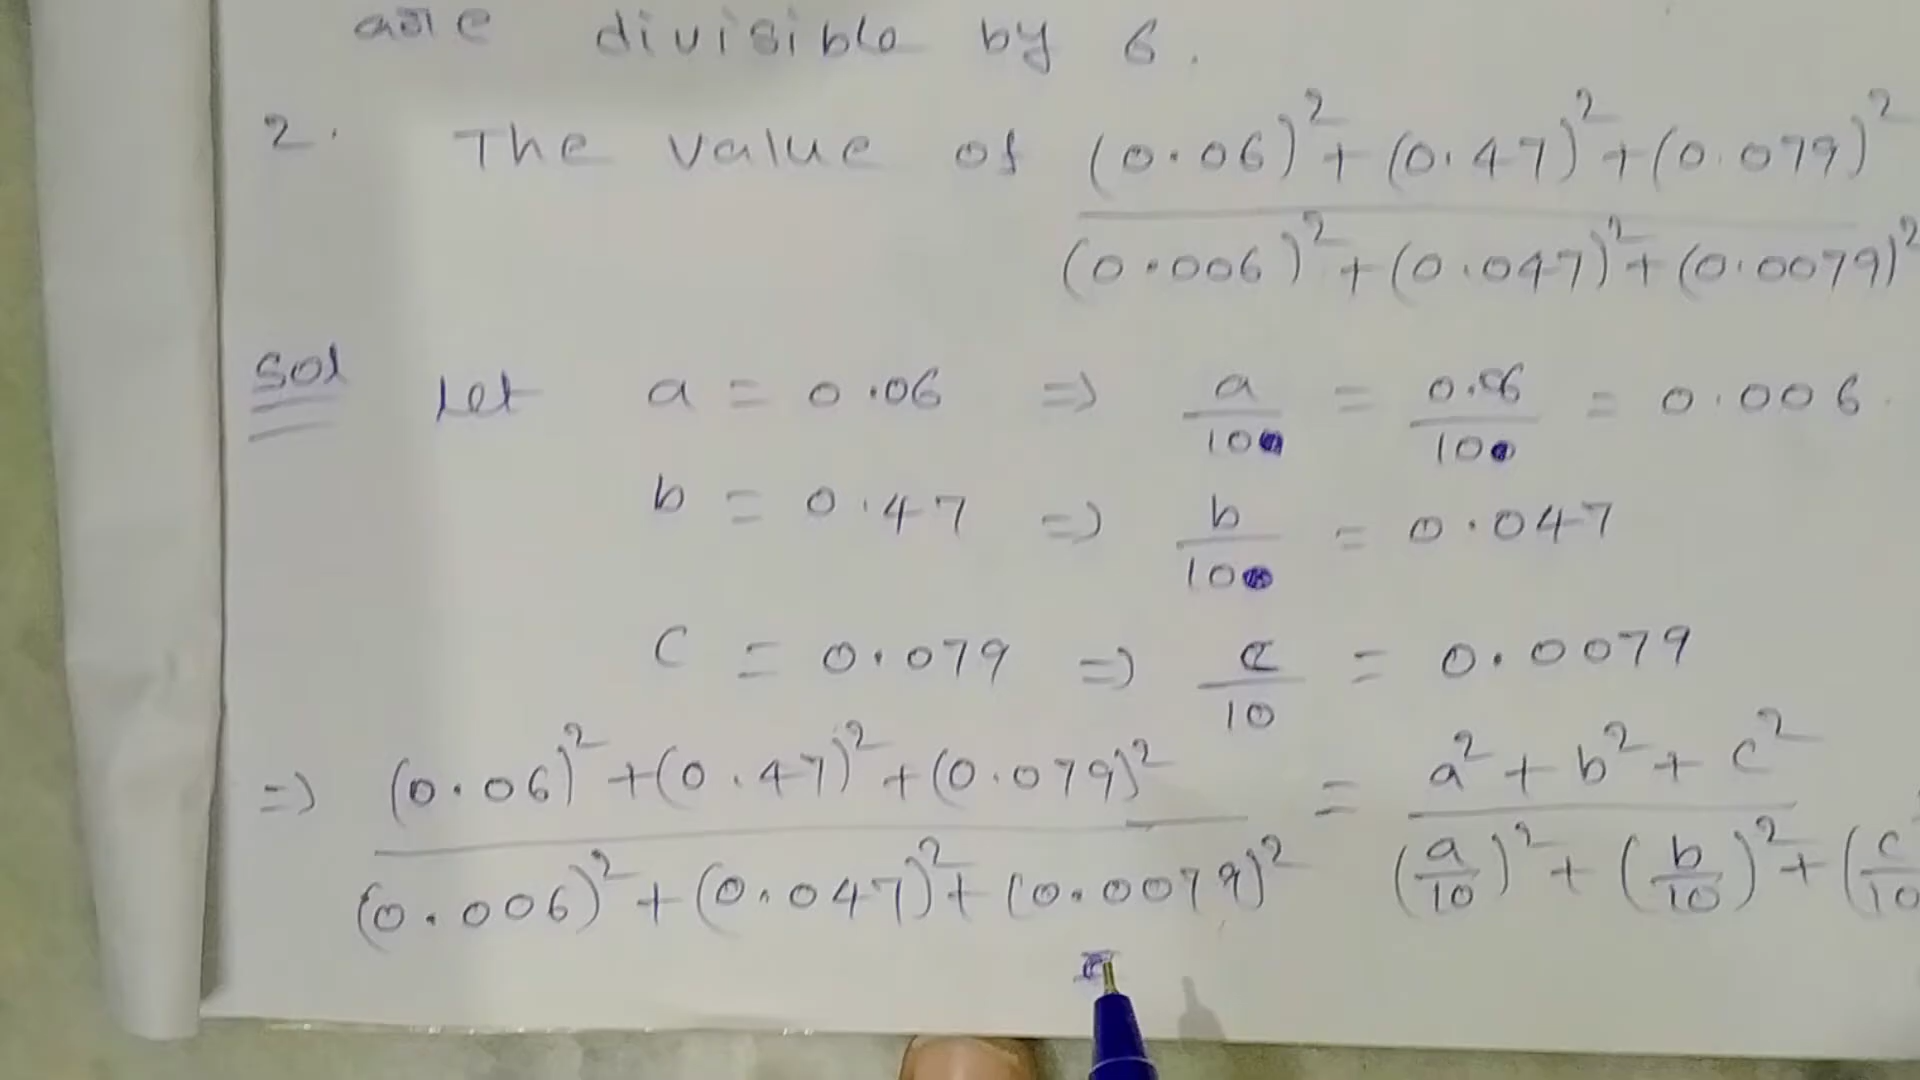 are divisible by 6.
2. The value of (0.06)² + (0.47)² + (0.079)²
(0.006)² + (0.047)² + (0.0079)²
Sol Let a = 0.06 => a/10 = 0.06/10 = 0.006
b = 0.47 => b/10 = 0.047
c = 0.079 => c/10 = 0.0079
=> (0.06)² + (0.47)² + (0.079)² = a² + b² + c²
(0.006)² + (0.047)² + (0.0079)² (a/10)² + (b/10)² + (c/10